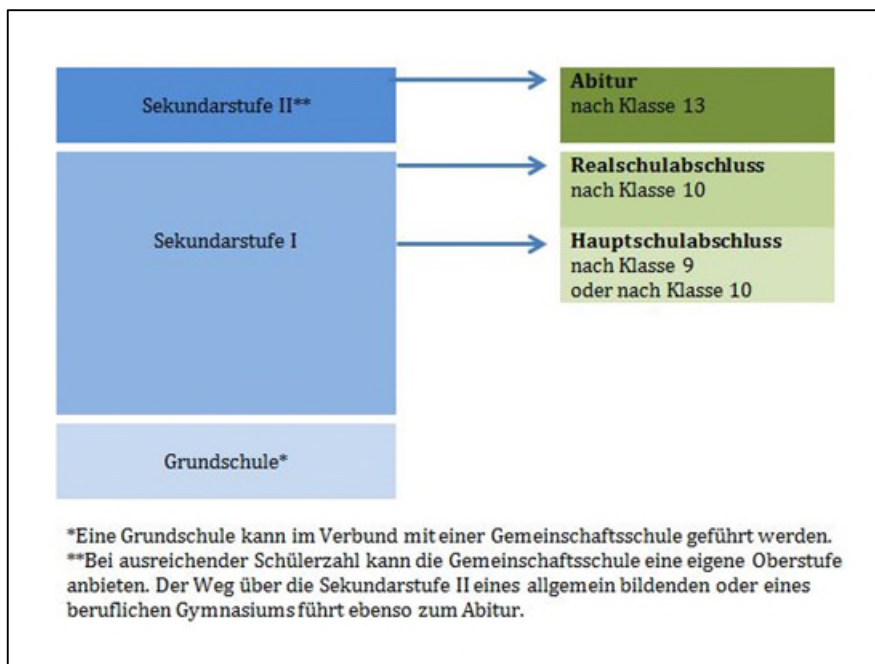 Sekundarstufe II**
Abitur
nach Klasse 13
Sekundarstufe I
Realschulabschluss
nach Klasse 10
Hauptschulabschluss
nach Klasse 9
oder nach Klasse 10
Grundschule*
*Eine Grundschule kann im Verbund mit einer Gemeinschaftsschule geführt werden.
**Bei ausreichender Schülerzahl kann die Gemeinschaftsschule eine eigene Oberstufe
anbieten. Der Weg über die Sekundarstufe II eines allgemein bildenden oder eines
beruflichen Gymnasiums führt ebenso zum Abitur.